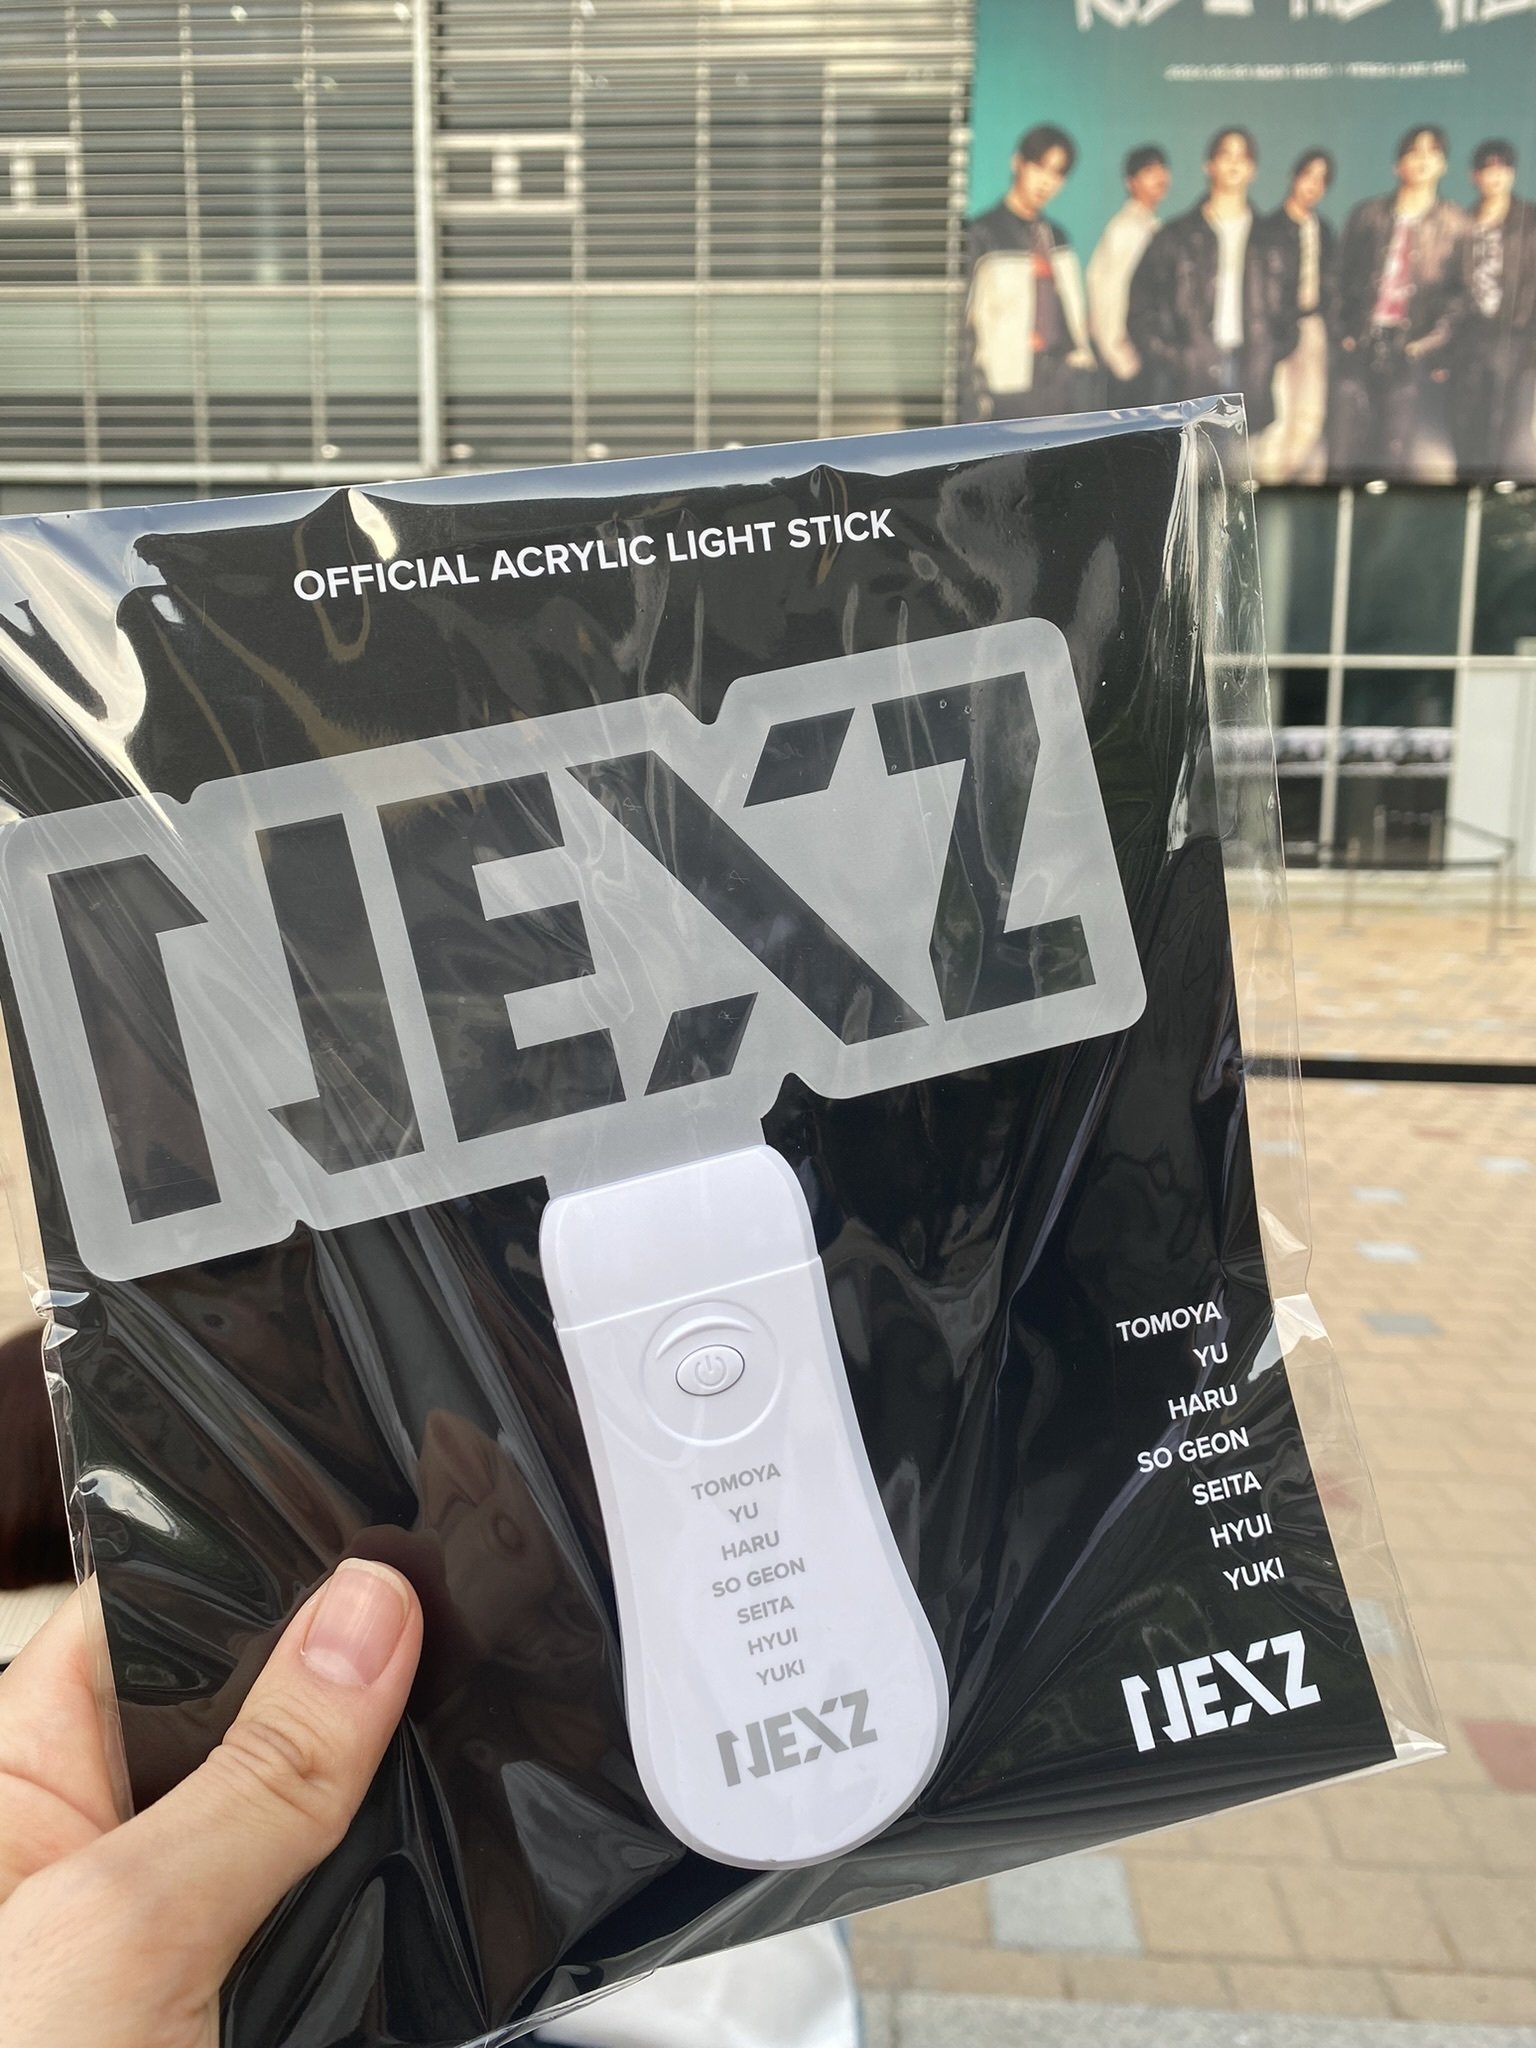 OFFICIAL ACRYLIC LIGHT STICK
NEXZ
TOMOYA
YU
HARU
SO GEON
SEITA
HYUI
YUKI
NEXZ
TOMOYA
YU
HARU
SO GEON
SEITA
HYUI
YUKI
NEXZ